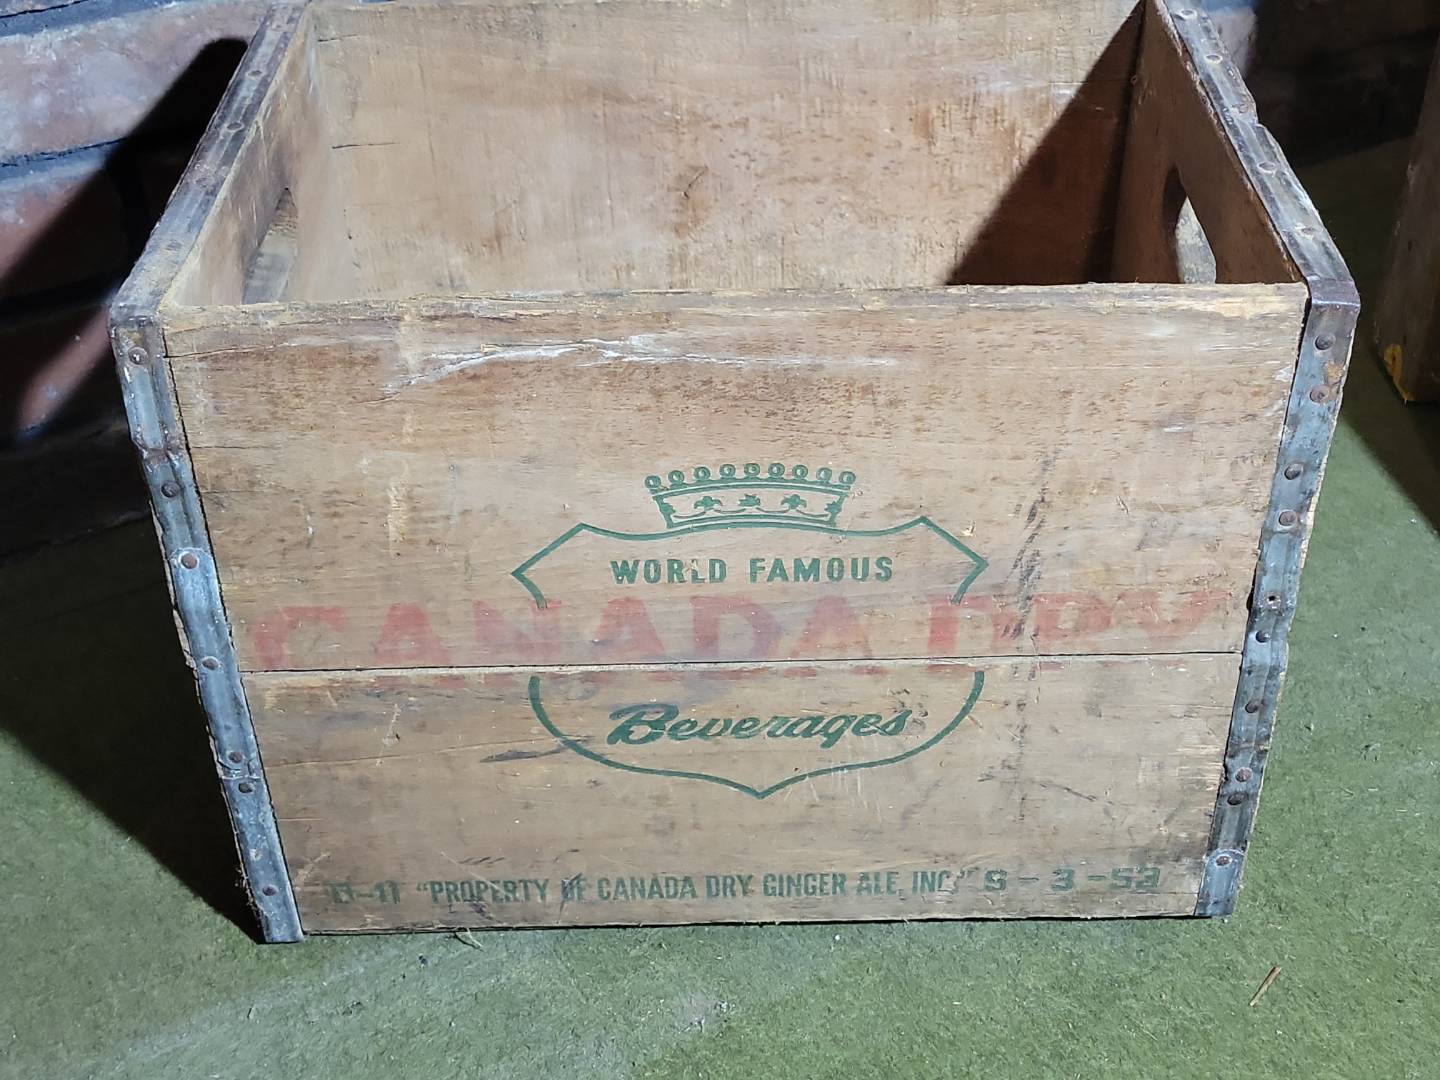 WORLD FAMOUS
CANADA DRY
Beverages
"PROPERTY OF CANADA DRY GINGER ALE, INC." S-3-52